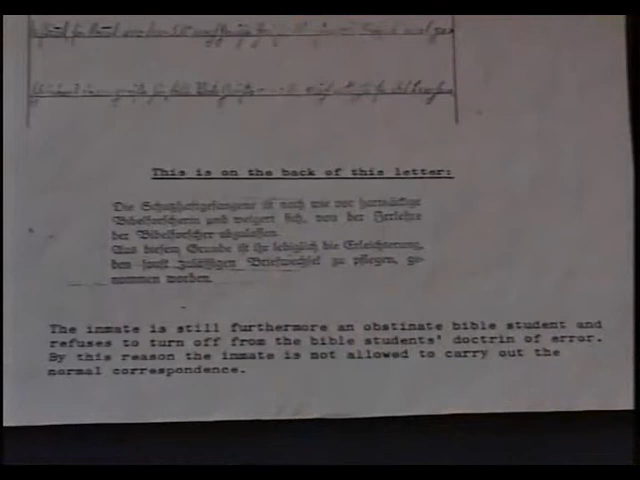 This is on the back of this letter:
Die Schutzhaftgefangene ist nach wie vor hartnäckige
Bibelforscherin und weigert sich, von der Irrlehre
der Bibelforscher abzulassen.
Aus diesem Grunde ist ihr lediglich die Erleichterung,
den sonst zulässigen Briefwechsel zu pflegen, ge-
nommen worden.
The inmate is still furthermore an obstinate bible student and
refuses to turn off from the bible students' doctrin of error.
By this reason the inmate is not allowed to carry out the
normal correspondence.